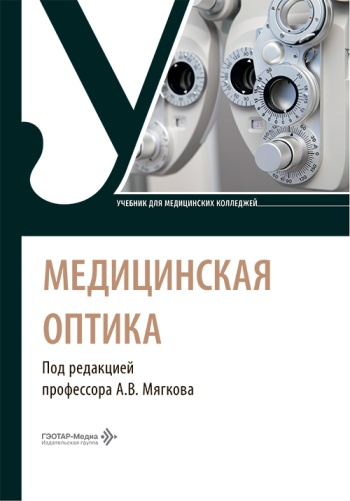 У
УЧЕБНИК ДЛЯ МЕДИЦИНСКИХ КОЛЛЕДЖЕЙ
МЕДИЦИНСКАЯ
ОПТИКА
Под редакцией
профессора А.В. Мягкова
ГЭОТАР-Медиа
Издательская группа